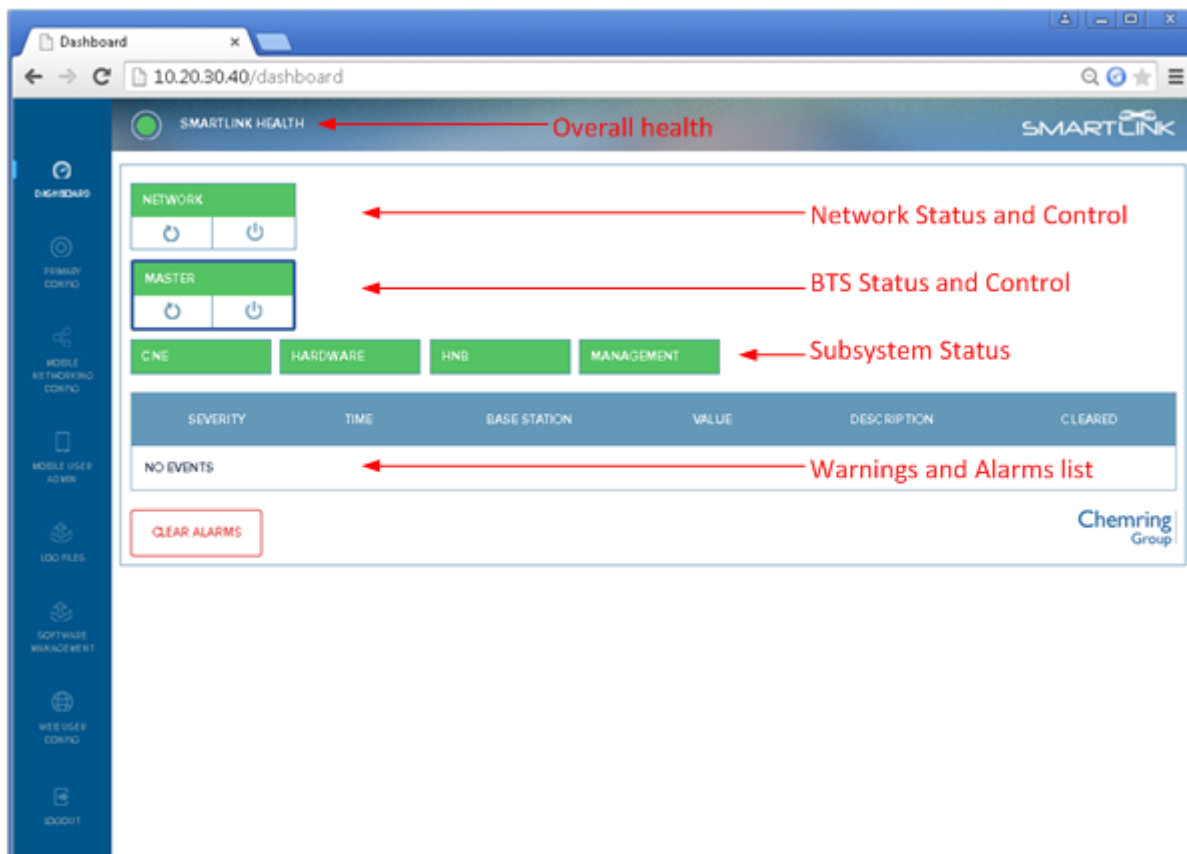 Dashboard
10.20.30.40/dashboard
SMARTLINK HEALTH
Overall health
SMARTLINK
DASHBOARD
NETWORK
Network Status and Control
PRIMARY
CONFIG
MASTER
BTS Status and Control
MOBILE
NETWORKING
CONFIG
CNE
HARDWARE
HNB
MANAGEMENT
Subsystem Status
SEVERITY
TIME
BASE STATION
VALUE
DESCRIPTION
CLEARED
MOBILE USER
ADMIN
NO EVENTS
Warnings and Alarms list
CLEAR ALARMS
Chemring
Group
LOG FILES
SOFTWARE
MANAGEMENT
WEB USER
CONFIG
LOGOUT